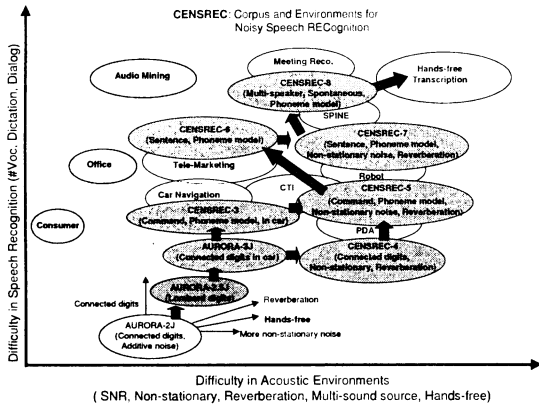 CENSREC: Corpus and Environments for
Noisy Speech RECognition
Meeting Reco.
Audio Mining
Hands-free
Transcription
CENSREC-8
(Multi-speaker, Spontaneous,
Phoneme model)
SPINE
CENSREC-6
(Sentence, Phoneme model)
CENSREC-7
(Sentence, Phoneme model,
Non-stationary noise, Reverberation)
Office
Tele-Marketing
Robot
CTI
Car Navigation
CENSREC-5
(Command, Phoneme model,
Non-stationary noise, Reverberation)
CENSREC-3
(Command, Phoneme model, in car)
Consumer
PDA
AURORA-3J
(Connected digits in car)
CENSREC-4
(Connected digits,
Non-stationary, Reverberation)
AURORA-2.5J
(Lombard digits)
Connected digits
Reverberation
Hands-free
More non-stationary noise
AURORA-2J
(Connected digits,
Additive noise)
Difficulty in Speech Recognition (#Voc, Dictation, Dialog)
Difficulty in Acoustic Environments
( SNR, Non-stationary, Reverberation, Multi-sound source, Hands-free)